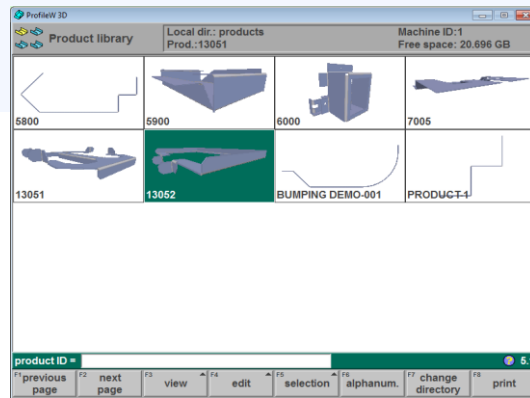 ProfileW 3D
Product library
Local dir.: products
Prod.:13051
Machine ID:1
Free space: 20.696 GB
5800
5900
6000
7005
13051
13052
BUMPING DEMO-001
PRODUCT-1
product ID =
5.
F1 previous page
F2 next page
F3 view
F4 edit
F5 selection
F6 alphanum.
F7 change directory
F8 print